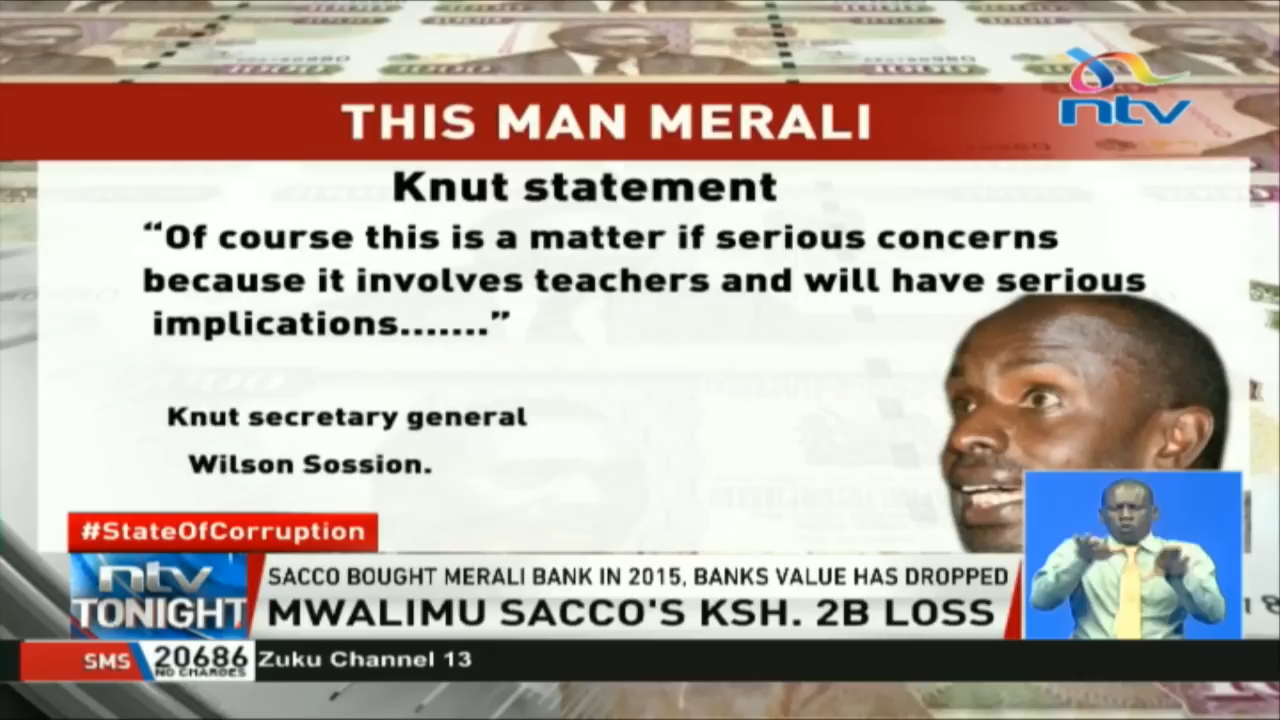 THIS MAN MERALI
ntv
Knut statement
“Of course this is a matter if serious concerns
because it involves teachers and will have serious
implications.......”
Knut secretary general
Wilson Sossion.
#StateOfCorruption
ntv
TONIGHT
SACCO BOUGHT MERALI BANK IN 2015, BANKS VALUE HAS DROPPED
MWALIMU SACCO'S KSH. 2B LOSS
SMS
20686
NO CHARGES
Zuku Channel 13